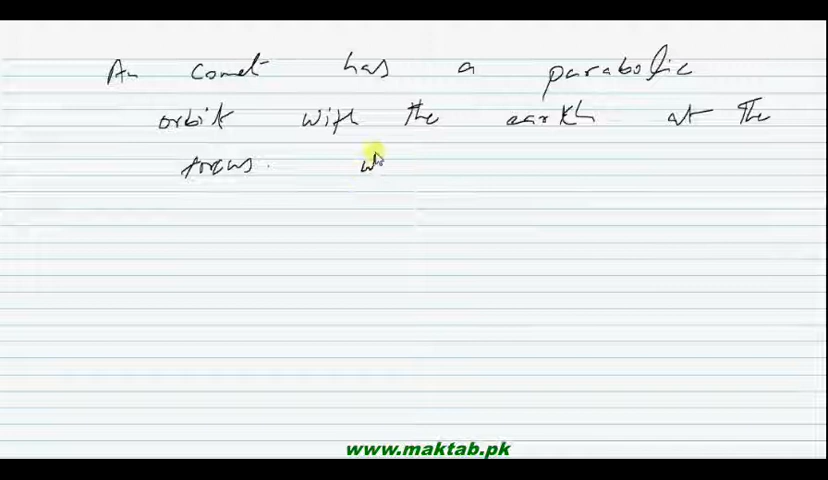 An comet has a parabolic
orbit with the earth at the
focus. w
www.maktab.pk